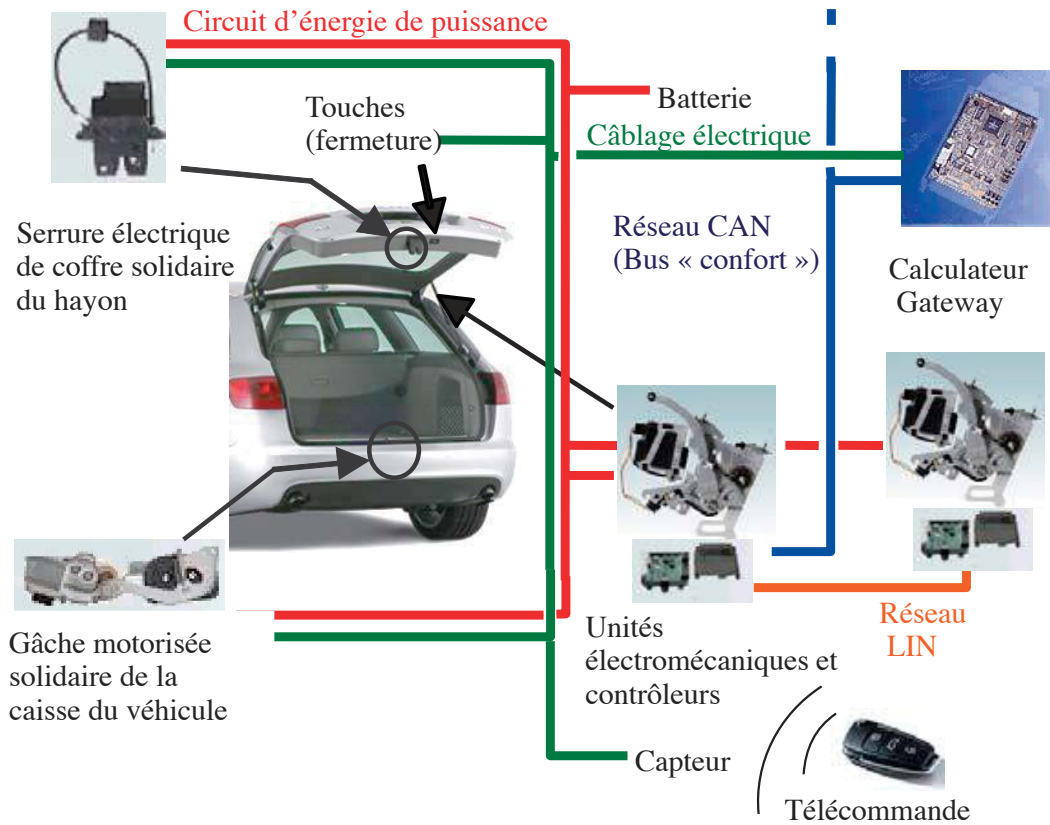 Circuit d’énergie de puissance
Touches
(fermeture)
Batterie
Câblage électrique
Serrure électrique
de coffre solidaire
du hayon
Réseau CAN
(Bus « confort »)
Calculateur
Gateway
Gâche motorisée
solidaire de la
caisse du véhicule
Unités
électromécaniques et
contrôleurs
Réseau
LIN
Capteur
Télécommande